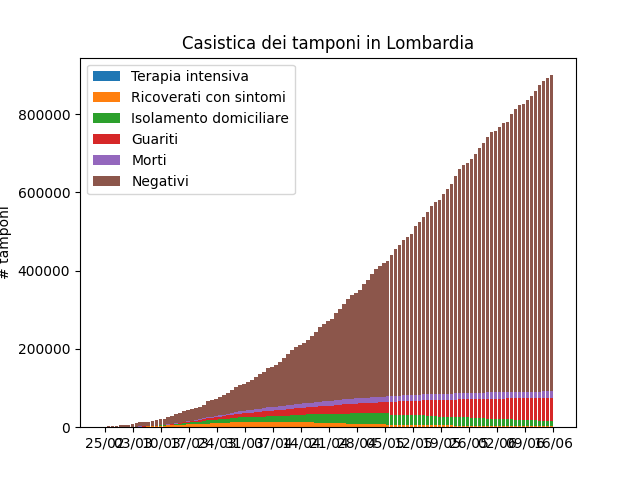 Casistica dei tamponi in Lombardia
Terapia intensiva
Ricoverati con sintomi
Isolamento domiciliare
Guariti
Morti
Negativi
800000
600000
400000
200000
0
# tamponi
25/02 03/03 10/03 17/03 24/03 31/03 07/04 14/04 21/04 28/04 05/05 12/05 19/05 26/05 02/06 09/06 16/06